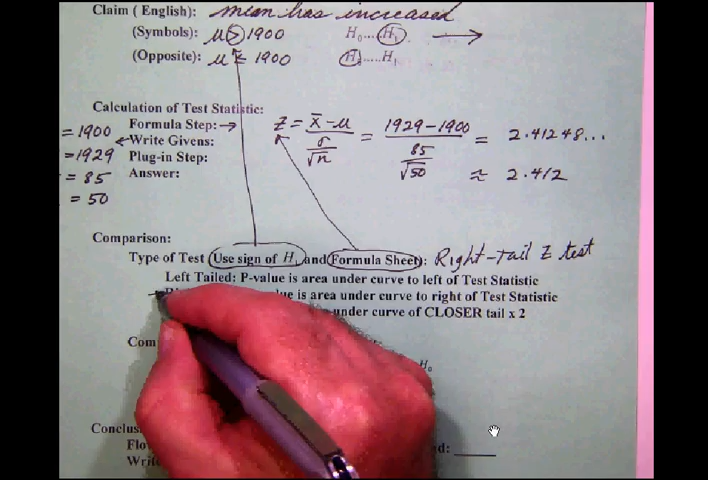 Claim ( English): mean has increased
(Symbols): μ > 1900 H₀....H₁ →
(Opposite): μ ≤ 1900 H₀.....H₁
Calculation of Test Statistic:
Formula Step: → z = (x̄ - μ) / (σ / √n) = (1929 - 1900) / (85 / √50) = 2.41248...
= 1900 ← Write Givens:
= 1929 Plug-in Step:
= 85 Answer: ≈ 2.412
= 50
Comparison:
Type of Test (Use sign of H₁ and Formula Sheet): Right-tail Z test
Left Tailed: P-value is area under curve to left of Test Statistic
is area under curve to right of Test Statistic
under curve of CLOSER tail x 2
Com H₀
Conclus
Flo
Write